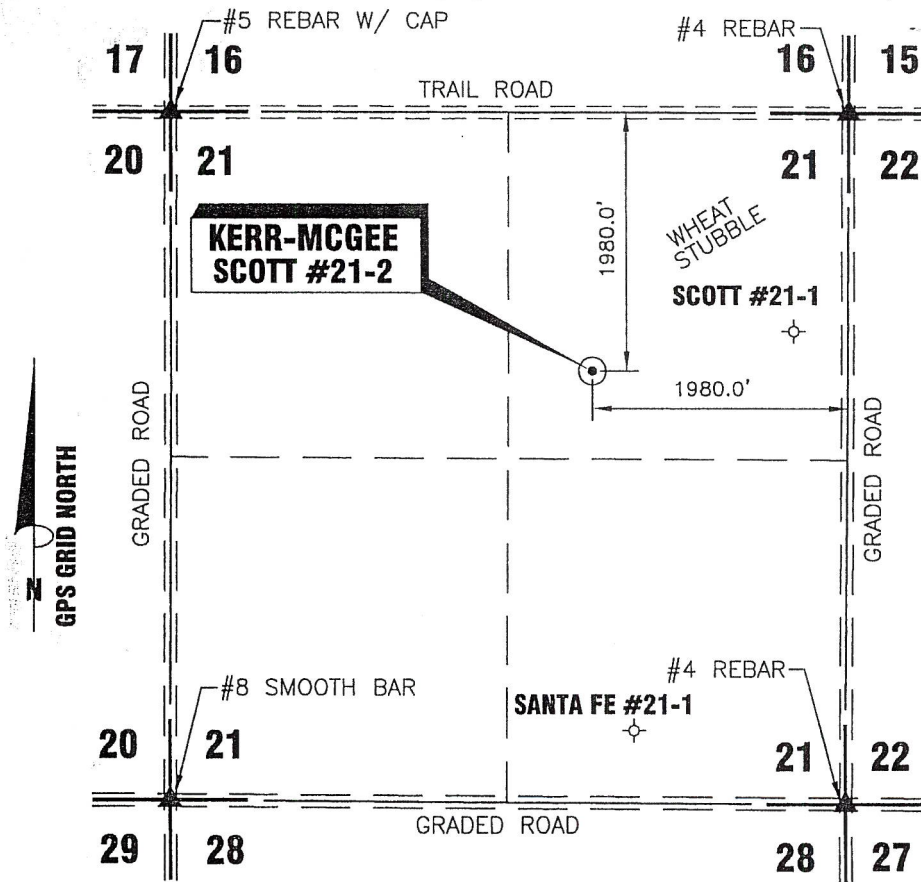 #5 REBAR W/ CAP
#4 REBAR
17 16
16 15
TRAIL ROAD
20 21
21 22
KERR-MCGEE
SCOTT #21-2
1980.0'
WHEAT
STUBBLE
SCOTT #21-1
1980.0'
GRADED ROAD
GRADED ROAD
GPS GRID NORTH
N
#8 SMOOTH BAR
#4 REBAR
SANTA FE #21-1
20 21
21 22
GRADED ROAD
29 28
28 27